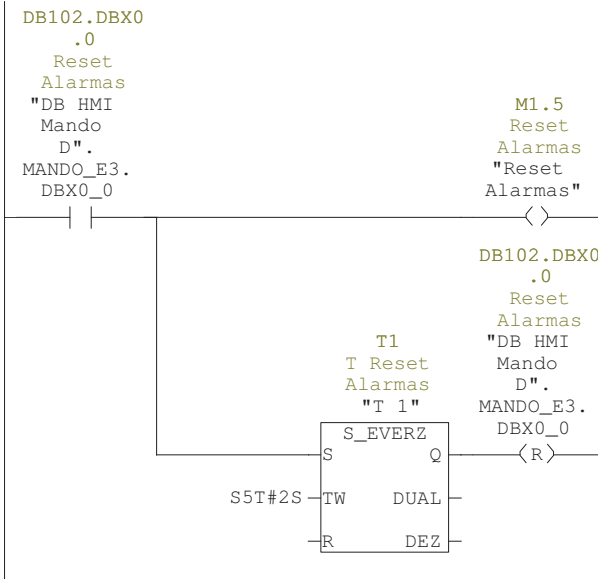 DB102.DBX0
.0
Reset
Alarmas
"DB HMI
Mando
D".
MANDO_E3.
DBX0_0
M1.5
Reset
Alarmas
"Reset
Alarmas"
DB102.DBX0
.0
Reset
Alarmas
"DB HMI
Mando
D".
MANDO_E3.
DBX0_0
R
T1
T Reset
Alarmas
"T 1"
S_EVERZ
S Q
S5T#2S TW DUAL
R DEZ